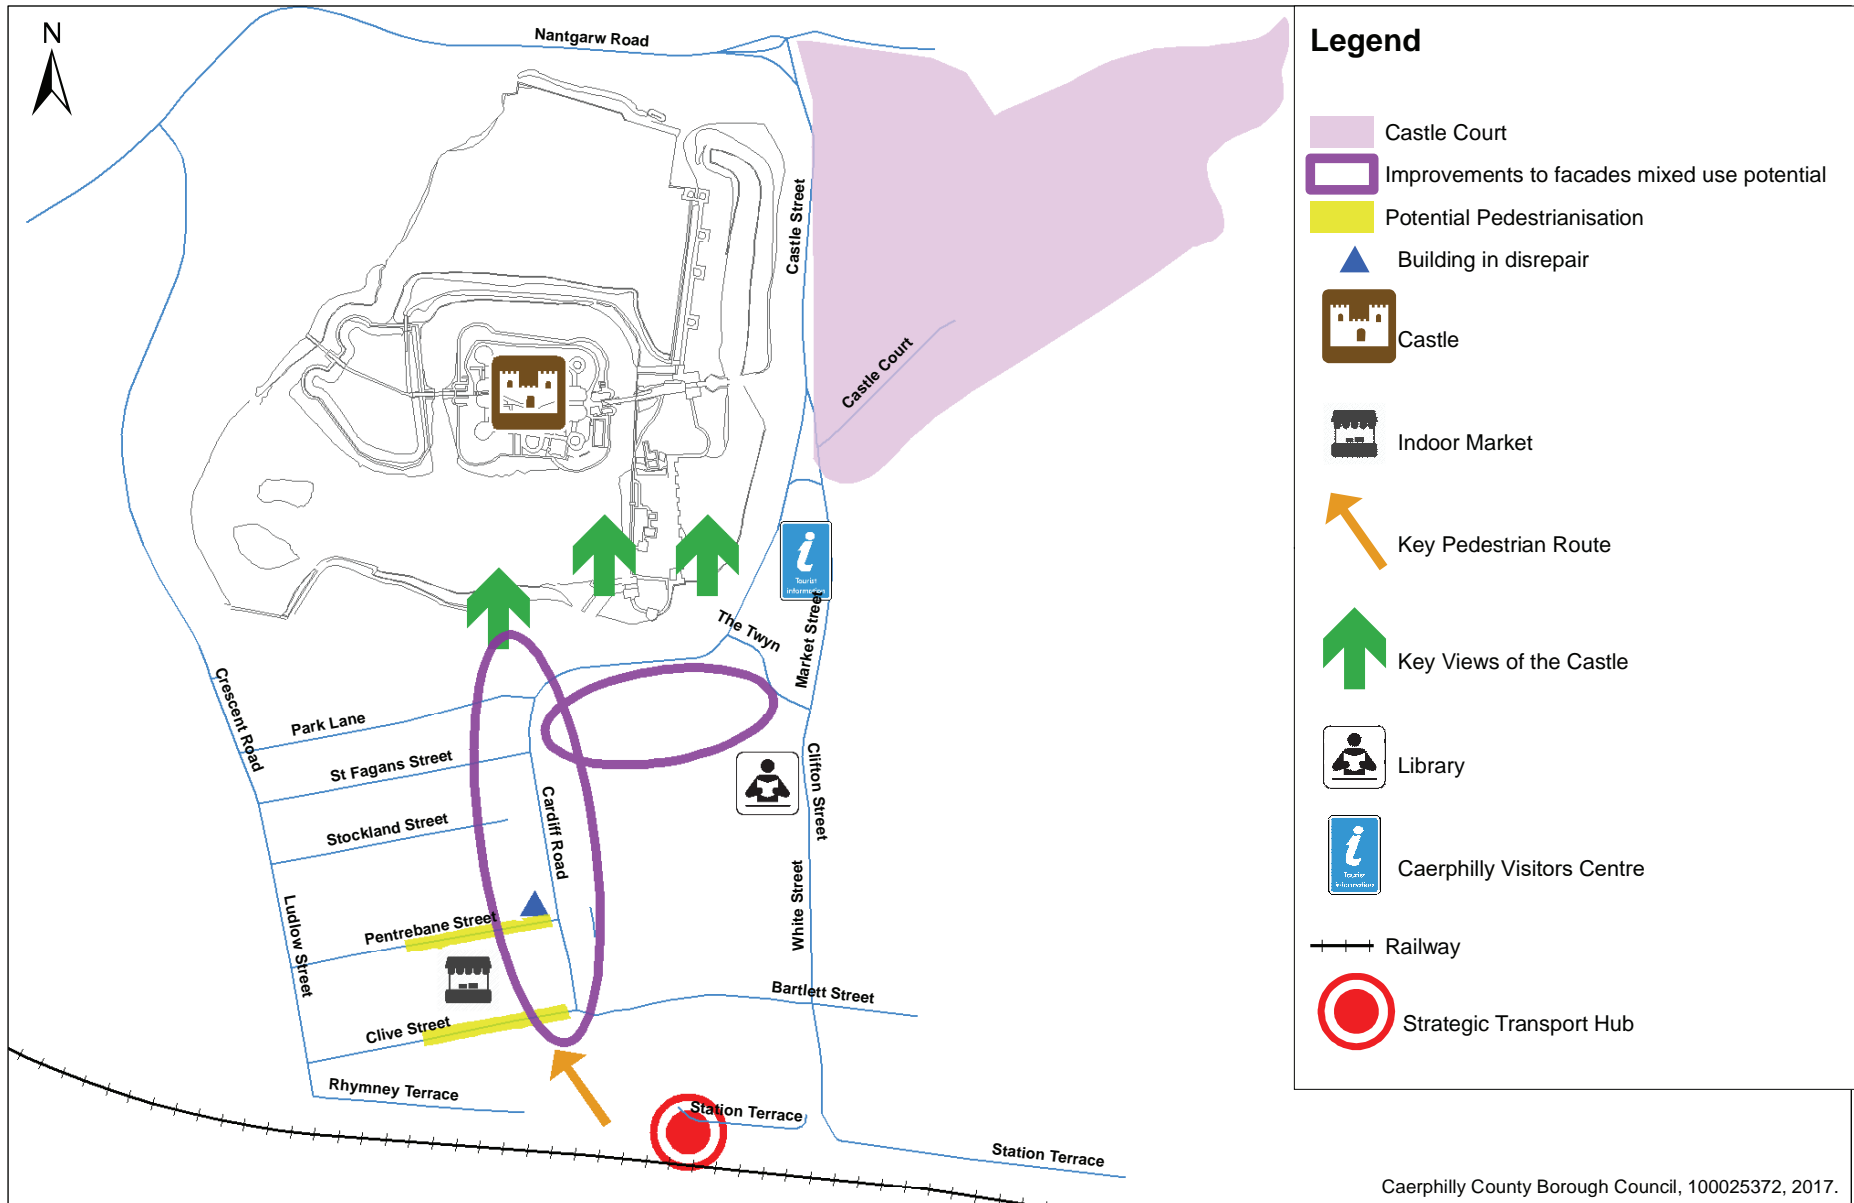 N
Nantgarw Road
Castle Street
Castle Court
Tourist
information
The Twyn
Market Street
Crescent Road
Park Lane
St Fagans Street
Stockland Street
Cardiff Road
Clifton Street
White Street
Ludlow Street
Pentrebane Street
Clive Street
Bartlett Street
Rhymney Terrace
Station Terrace
Station Terrace
Legend
Castle Court
Improvements to facades mixed use potential
Potential Pedestrianisation
Building in disrepair
Castle
Indoor Market
Key Pedestrian Route
Key Views of the Castle
Library
Tourist
information
Caerphilly Visitors Centre
Railway
Strategic Transport Hub
Caerphilly County Borough Council, 100025372, 2017.